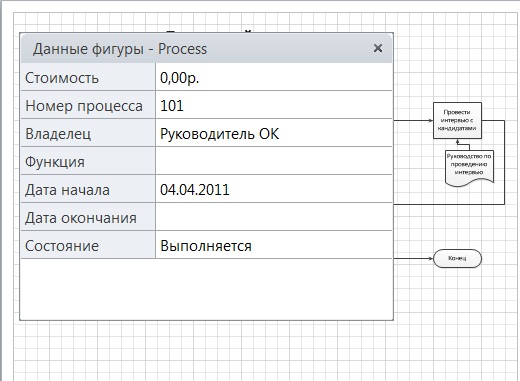 Данные фигуры - Process
Стоимость 0,00р.
Номер процесса 101
Владелец Руководитель ОК
Функция
Дата начала 04.04.2011
Дата окончания
Состояние Выполняется
Провести
интервью с
кандидатами
Руководство по
проведению
интервью
Конец